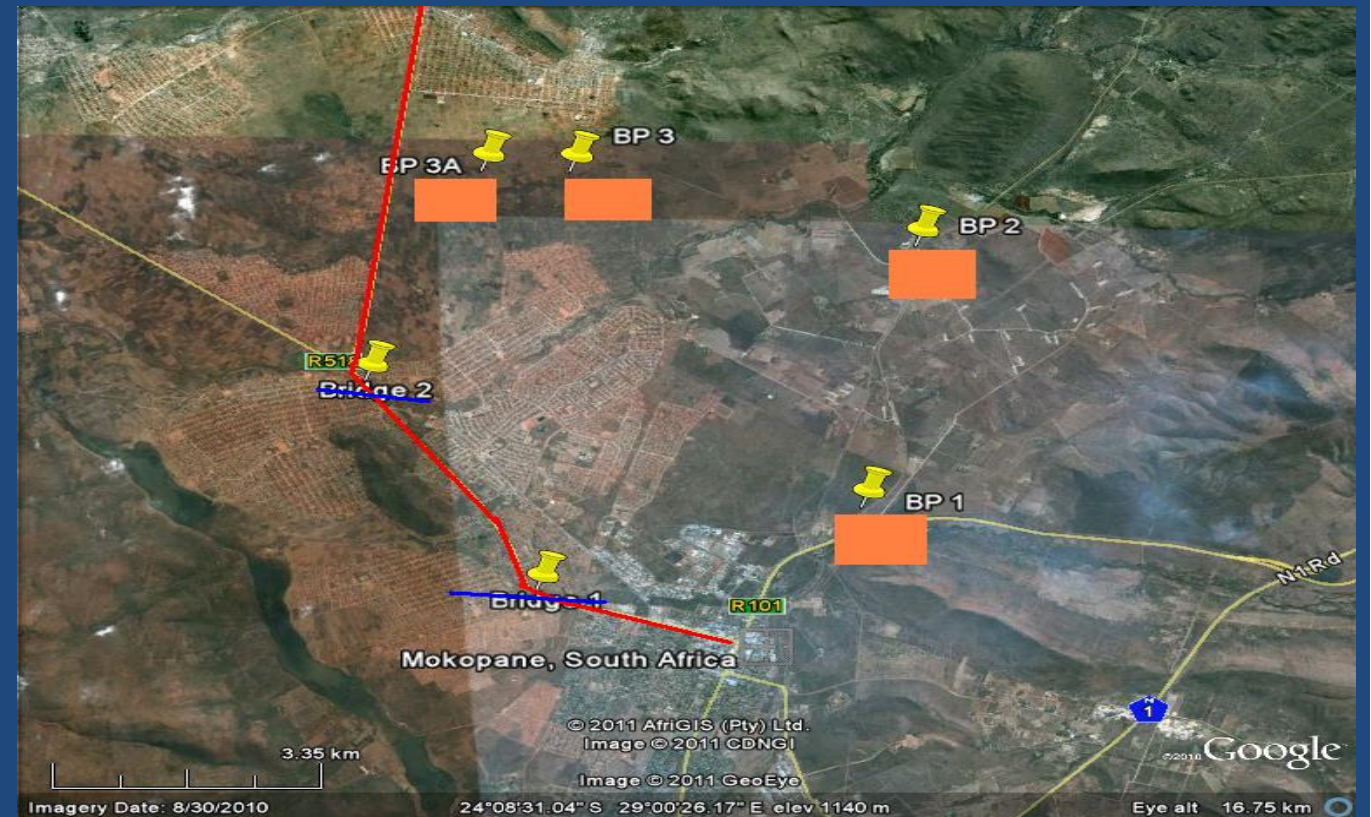 BP 3
BP 3A
BP 2
R518
Bridge 2
BP 1
N1 Rd
Bridge 1
R101
Mokopane, South Africa
N
1
© 2011 AfriGIS (Pty) Ltd.
Image © 2011 CDNGI
3.35 km
©2010 Google
Image © 2011 GeoEye
Imagery Date: 8/30/2010 24°08'31.04" S 29°00'26.17" E elev 1140 m Eye alt 16.75 km